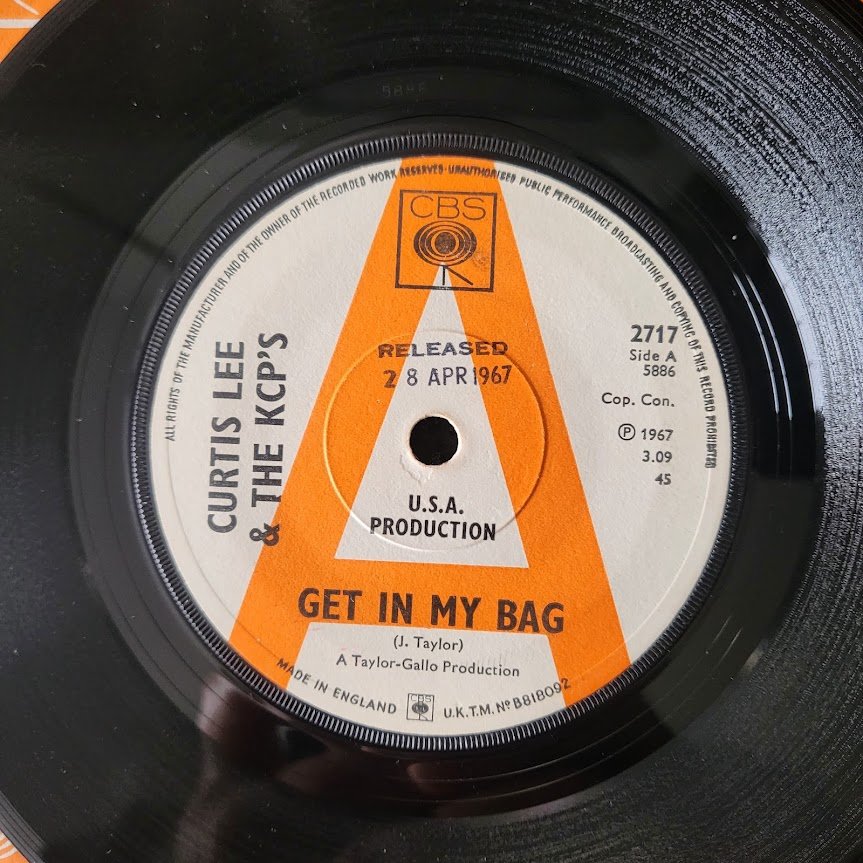 5886
ALL RIGHTS OF THE MANUFACTURER AND OF THE OWNER OF THE RECORDED WORK RESERVED·UNAUTHORISED PUBLIC PERFORMANCE BROADCASTING AND COPYING OF THIS RECORD PROHIBITED
CBS
CURTIS LEE
& THE KCP'S
RELEASED
28 APR 1967
2717
Side A
5886
Cop. Con.
℗ 1967
3.09
45
U.S.A.
PRODUCTION
GET IN MY BAG
(J. Taylor)
A Taylor-Gallo Production
MADE IN ENGLAND CBS U.K.T.M. Nº B818092
A